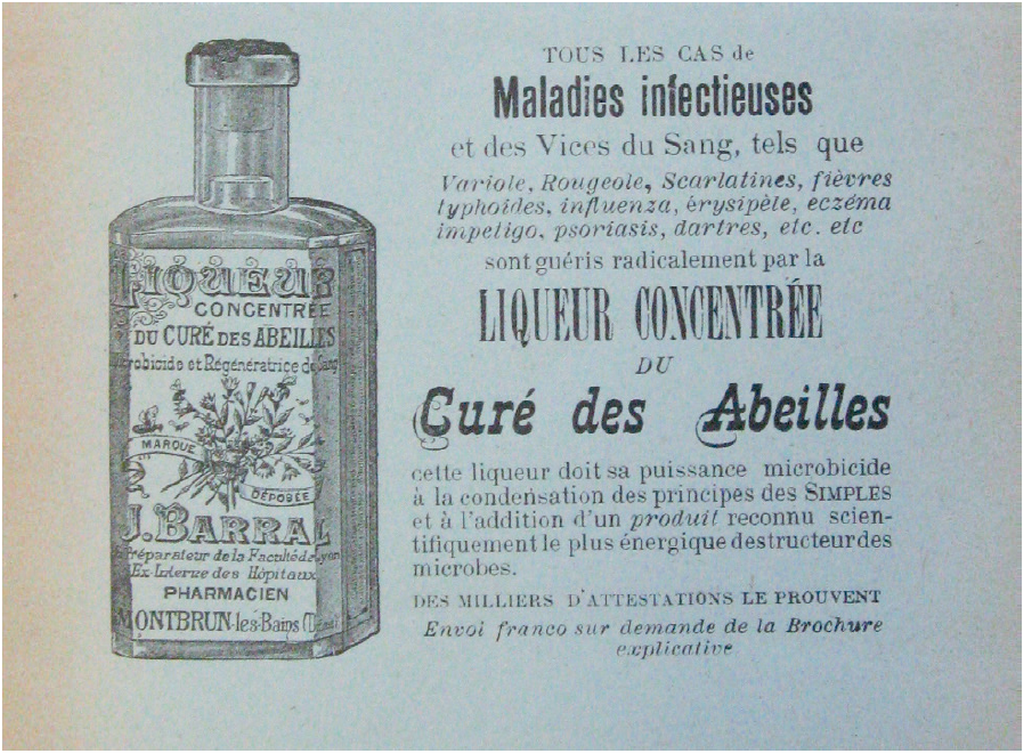 TOUS LES CAS de
Maladies infectieuses
et des Vices du Sang, tels que
Variole, Rougeole, Scarlatines, fièvres
typhoïdes, influenza, érysipèle, eczéma
impetigo, psoriasis, dartres, etc. etc
sont guéris radicalement par la
LIQUEUR CONCENTRÉE
DU
Curé des Abeilles
cette liqueur doit sa puissance microbicide
à la condensation des principes des SIMPLES
et à l'addition d'un produit reconnu scien-
tifiquement le plus énergique destructeur des
microbes.
DES MILLIERS D'ATTESTATIONS LE PROUVENT
Envoi franco sur demande de la Brochure
explicative
LIQUEUR
CONCENTRÉE
DU CURÉ DES ABEILLES
robicide et Régénératrice du Sang
MARQUE
DÉPOSÉE
J. BARRAL
Préparateur de la Faculté de Lyon
Ex-Interne des Hôpitaux
PHARMACIEN
MONTBRUN-les-Bains